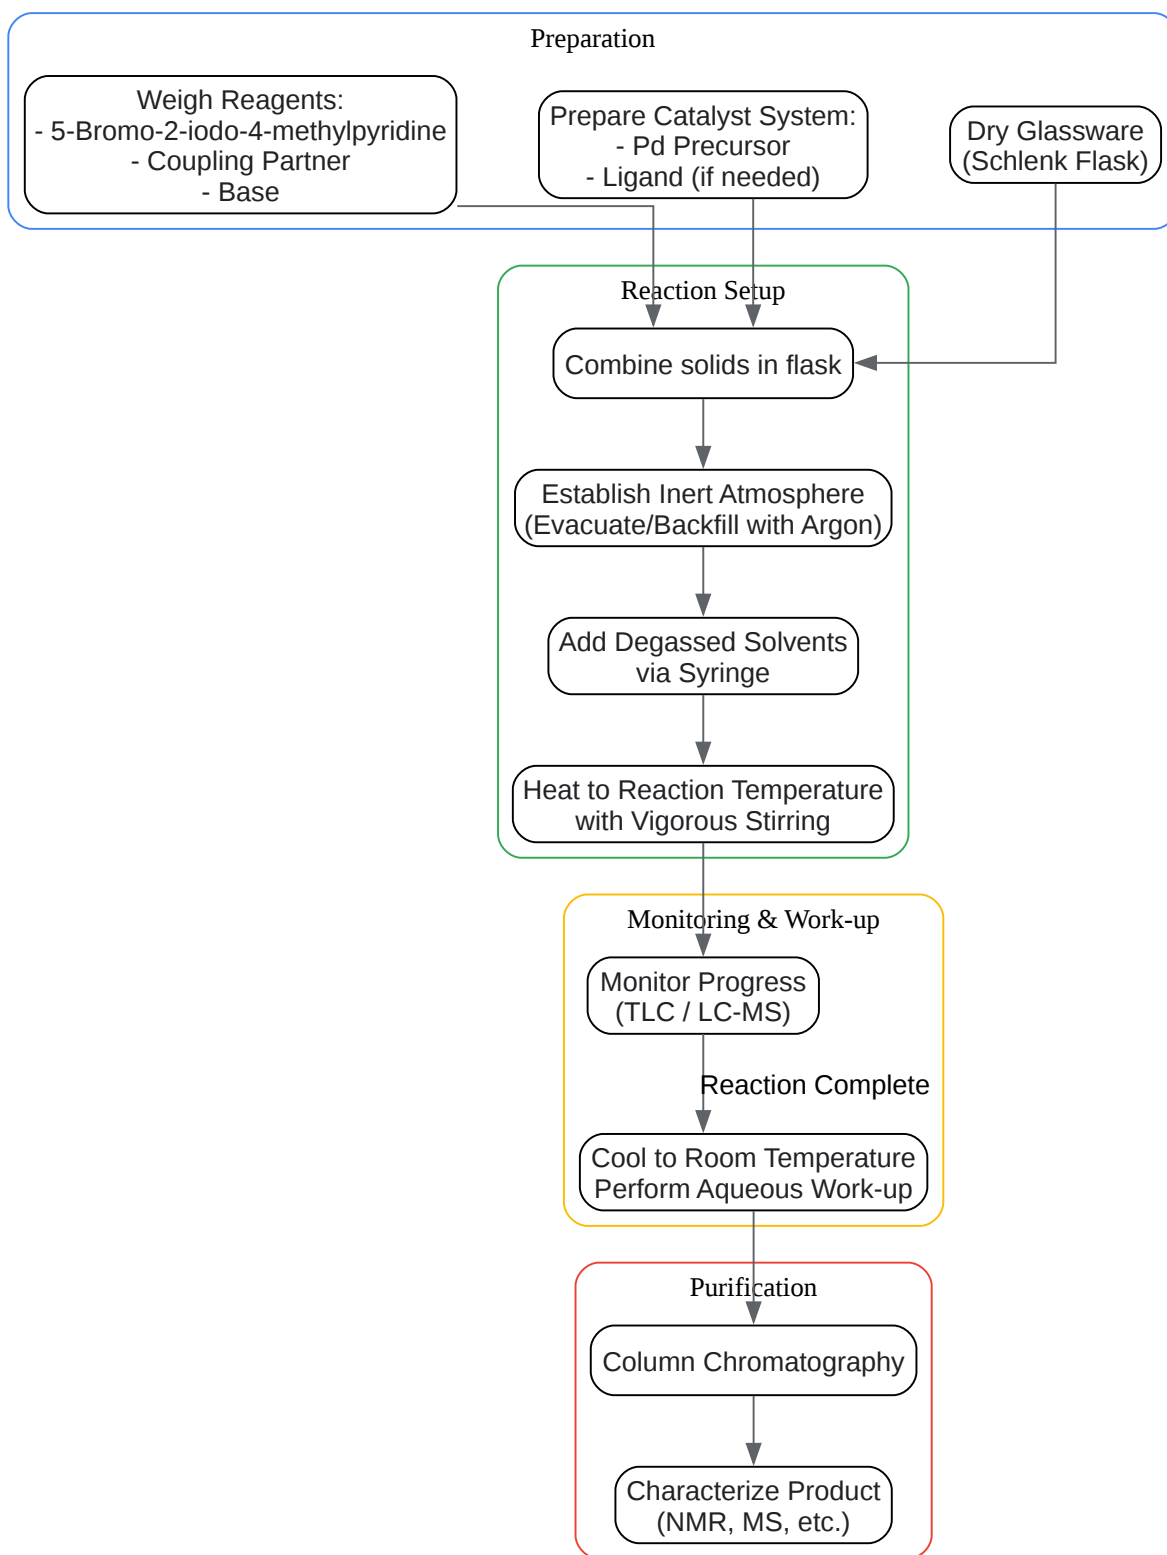 Preparation
Weigh Reagents:
- 5-Bromo-2-iodo-4-methylpyridine
- Coupling Partner
- Base
Prepare Catalyst System:
- Pd Precursor
- Ligand (if needed)
Dry Glassware
(Schlenk Flask)
Reaction Setup
Combine solids in flask
Establish Inert Atmosphere
(Evacuate/Backfill with Argon)
Add Degassed Solvents
via Syringe
Heat to Reaction Temperature
with Vigorous Stirring
Monitoring & Work-up
Monitor Progress
(TLC / LC-MS)
Reaction Complete
Cool to Room Temperature
Perform Aqueous Work-up
Purification
Column Chromatography
Characterize Product
(NMR, MS, etc.)